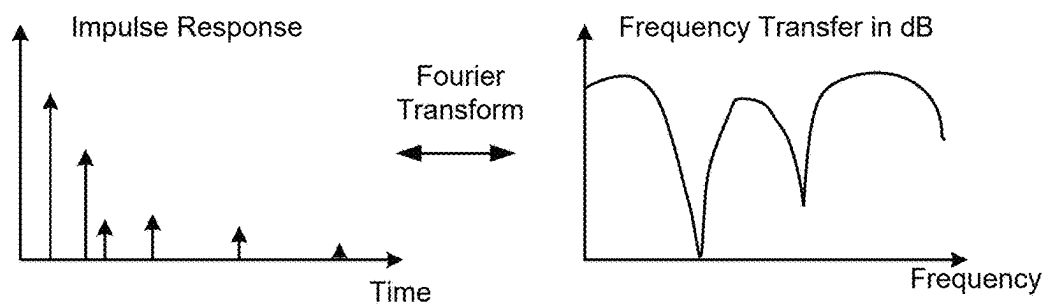 Impulse Response
Frequency Transfer in dB
Fourier
Transform
Time
Frequency